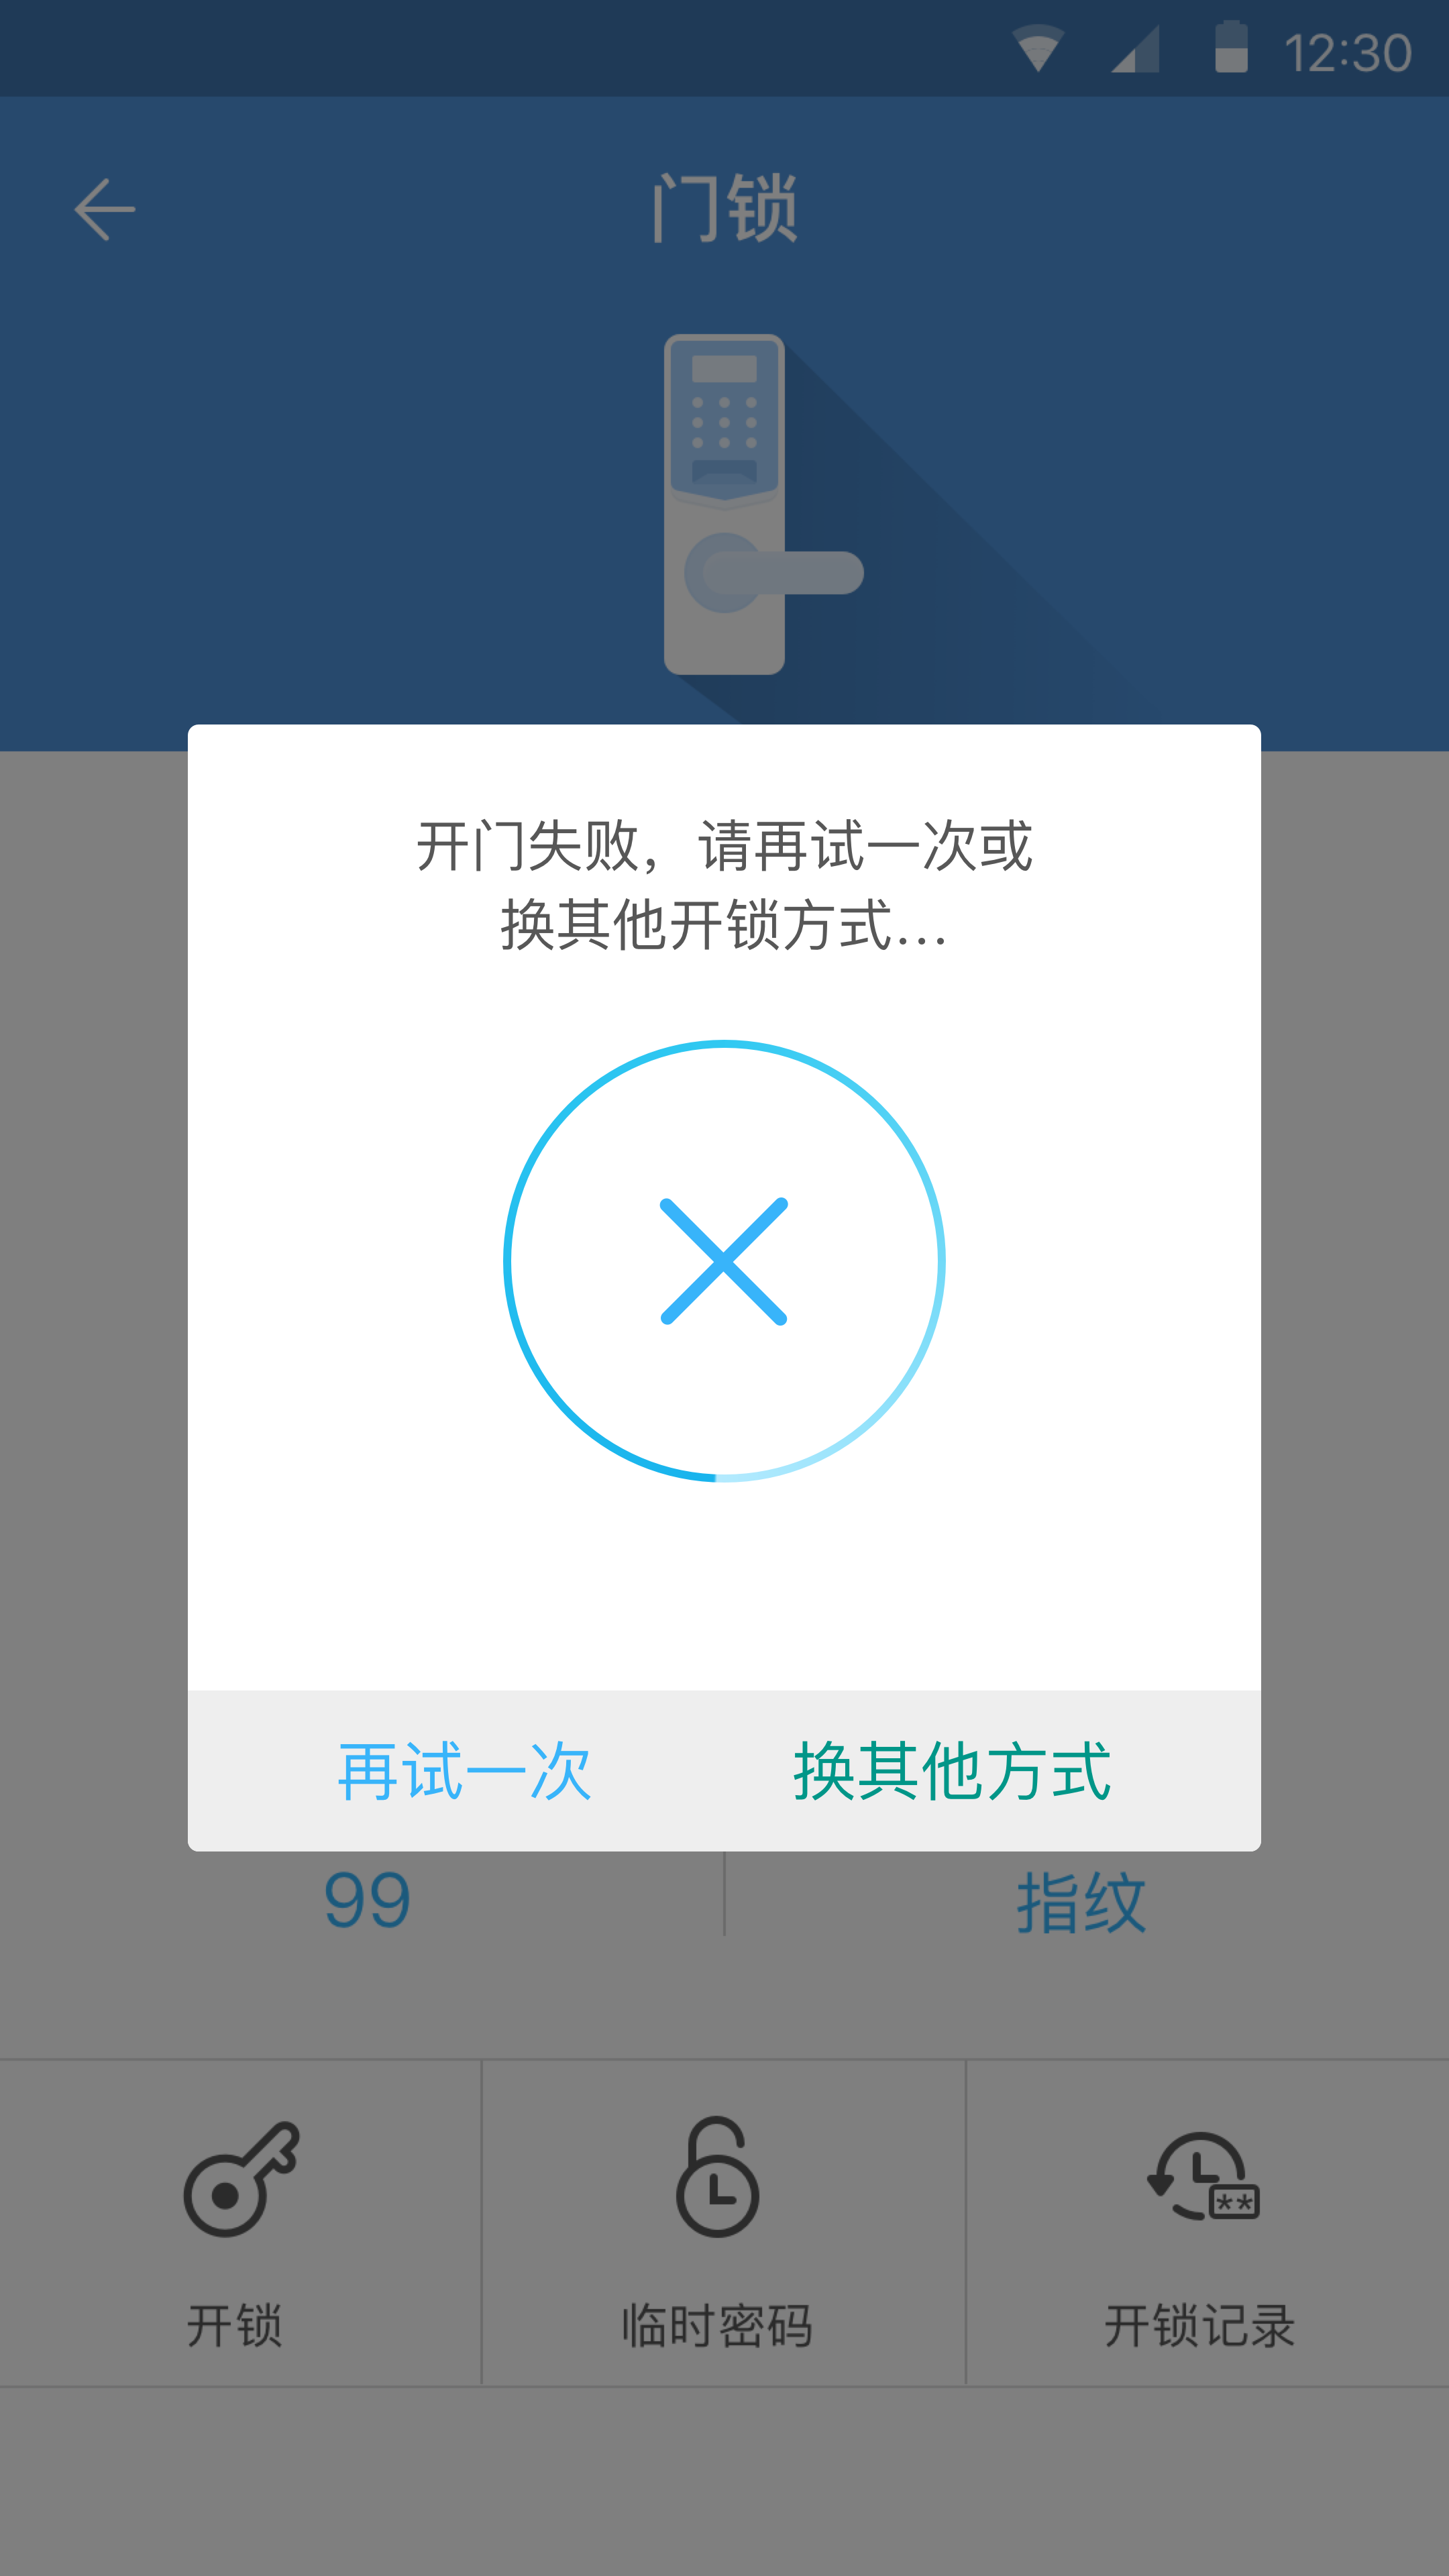 12:30
门锁
开门失败，请再试一次或
换其他开锁方式...
再试一次 换其他方式
99 指纹
**
开锁 临时密码 开锁记录